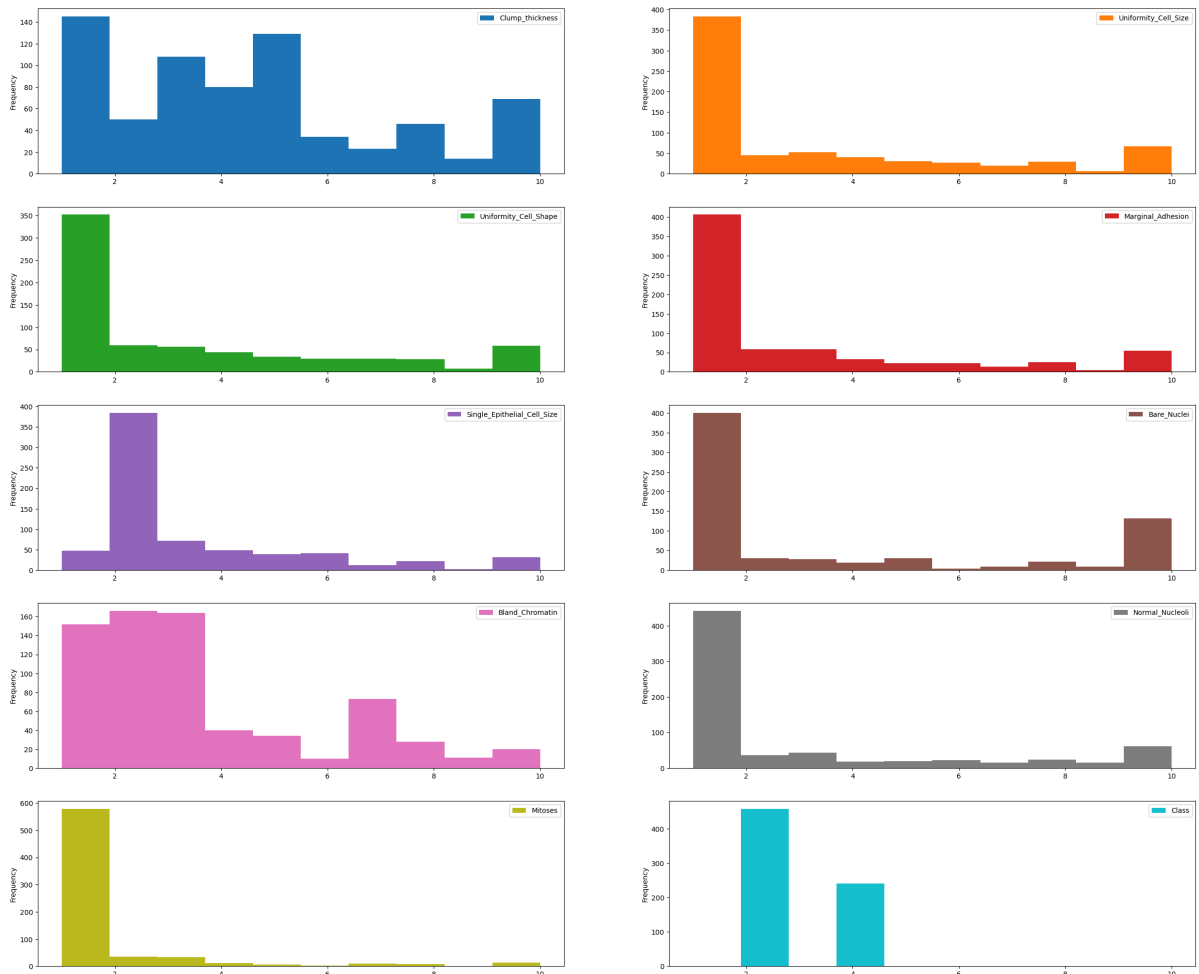 Clump_thickness
Frequency
140
120
100
80
60
40
20
0
2 4 6 8 10
Uniformity_Cell_Size
Frequency
400
350
300
250
200
150
100
50
0
2 4 6 8 10
Uniformity_Cell_Shape
Frequency
350
300
250
200
150
100
50
0
2 4 6 8 10
Marginal_Adhesion
Frequency
400
350
300
250
200
150
100
50
0
2 4 6 8 10
Single_Epithelial_Cell_Size
Frequency
400
350
300
250
200
150
100
50
0
2 4 6 8 10
Bare_Nuclei
Frequency
400
350
300
250
200
150
100
50
0
2 4 6 8 10
Bland_Chromatin
Frequency
160
140
120
100
80
60
40
20
0
2 4 6 8 10
Normal_Nucleoli
Frequency
400
300
200
100
0
2 4 6 8 10
Mitoses
Frequency
600
500
400
300
200
100
0
2 4 6 8 10
Class
Frequency
400
300
200
100
0
2 4 6 8 10